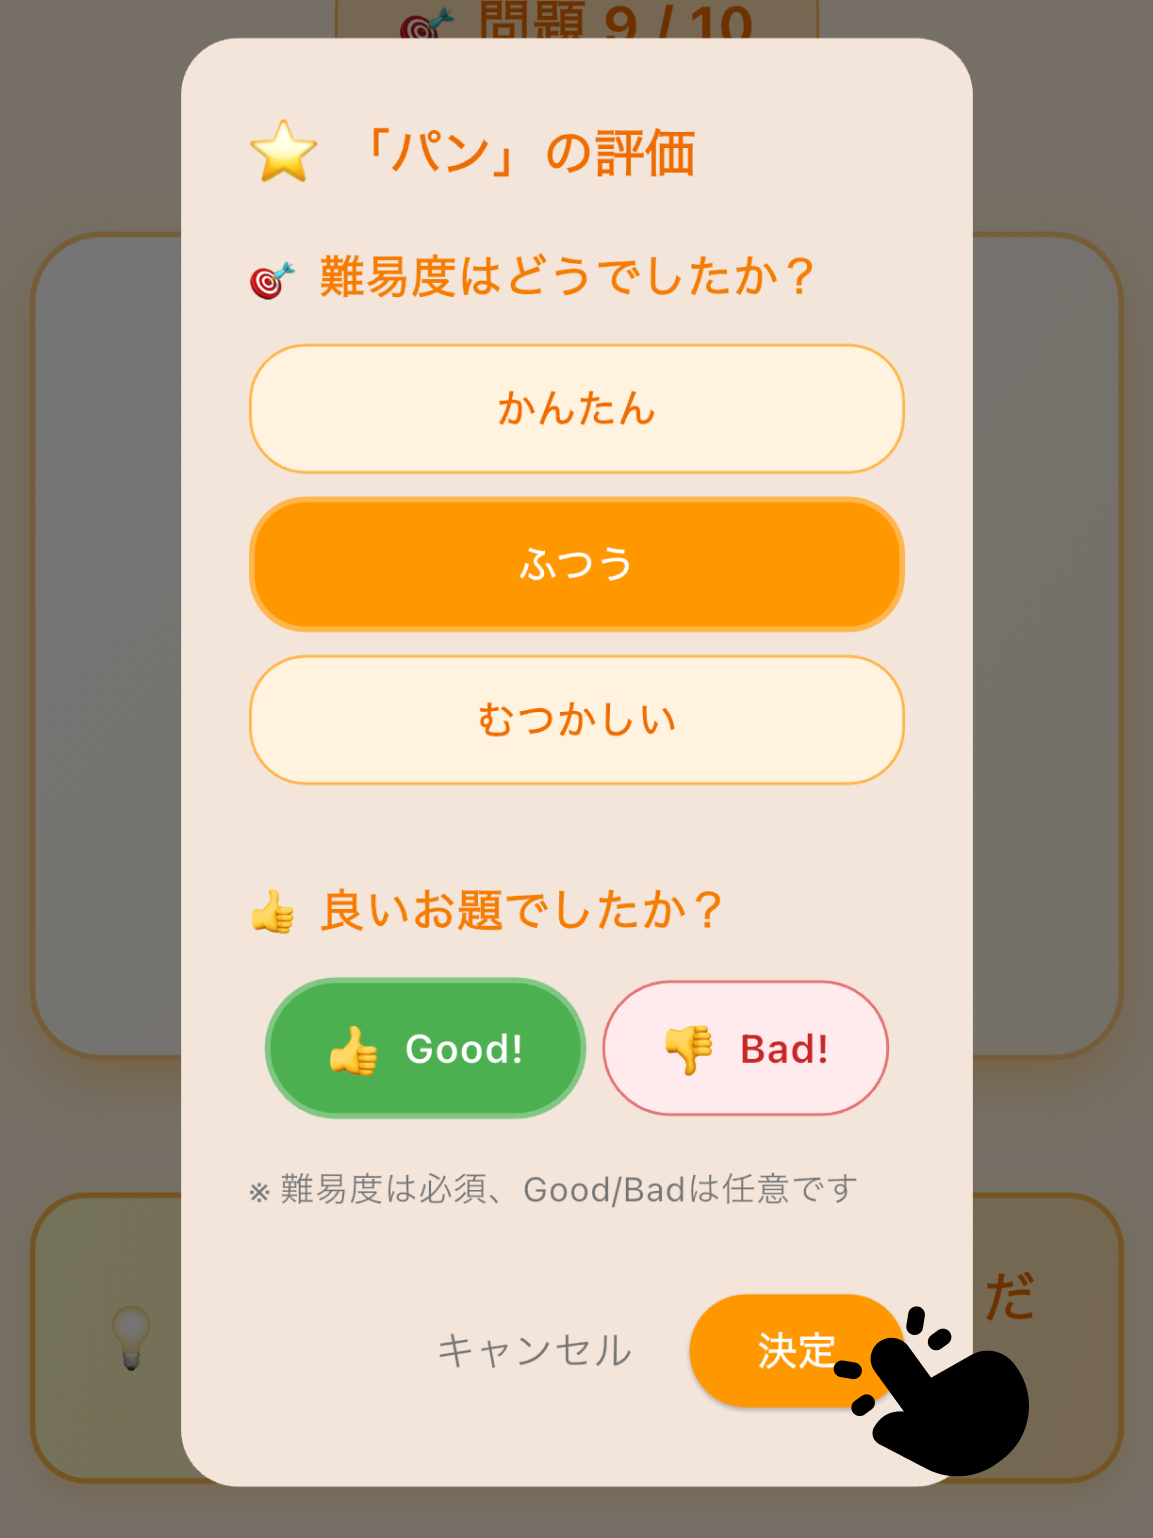 問題 9 / 10
「パン」の評価
難易度はどうでしたか？
かんたん
ふつう
むつかしい
良いお題でしたか？
Good!
Bad!
※ 難易度は必須、Good/Badは任意です
だ
キャンセル
決定